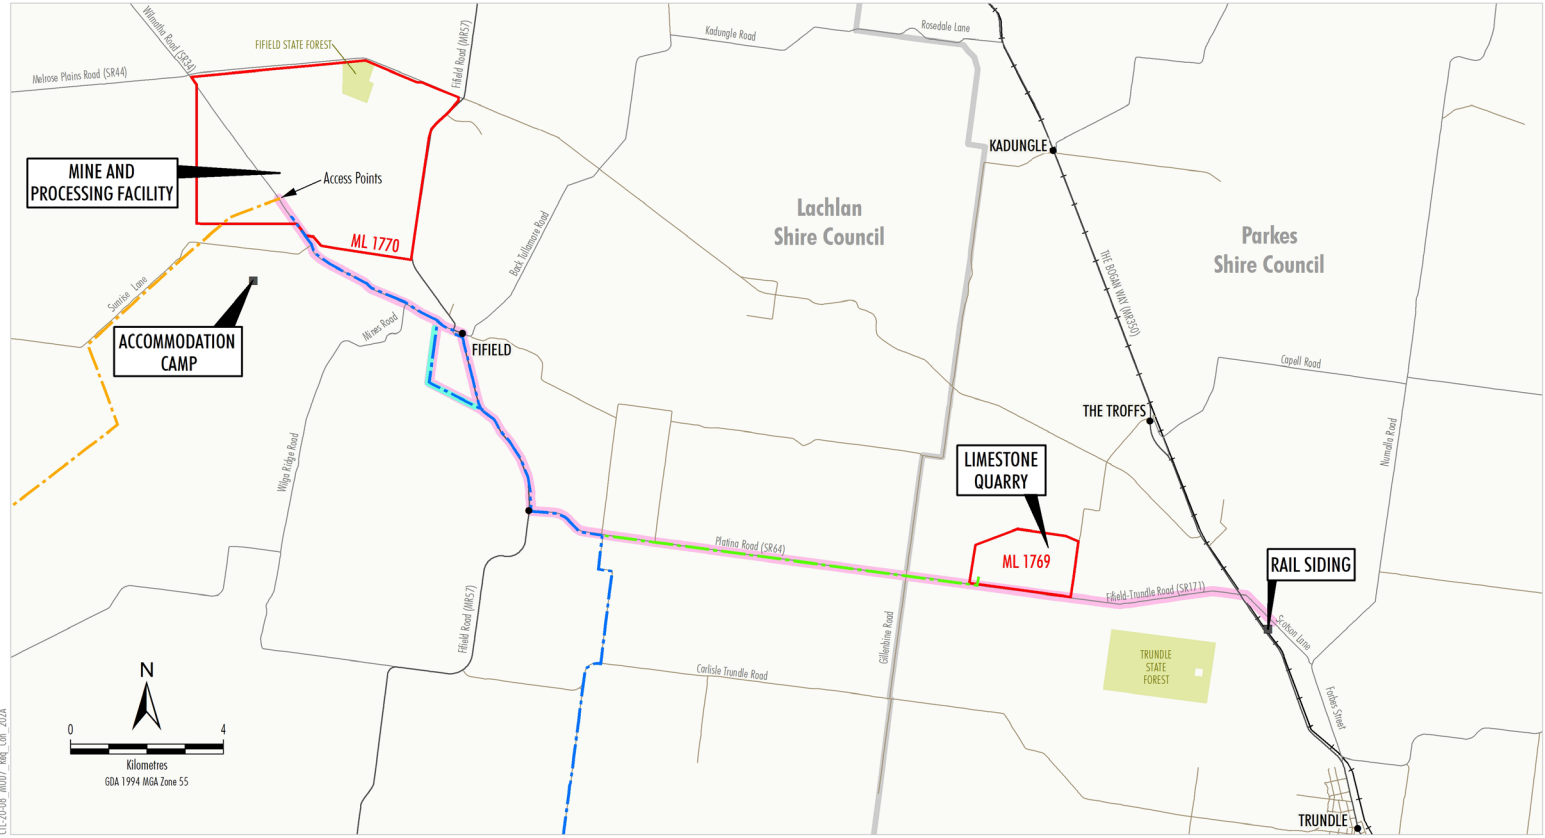 Wilmatha Road (SR34)
FIFIELD STATE FOREST
Fifield Road (MR57)
Kadungle Road
Rosedale Lane
Melrose Plains Road (SR44)
KADUNGLE
MINE AND
PROCESSING FACILITY
Access Points
ML 1770
Back Tullamore Road
Lachlan
Shire Council
Parkes
Shire Council
THE BOGAN WAY (MR350)
Sunrise Lane
ACCOMMODATION
CAMP
Mines Road
FIFIELD
Capell Road
THE TROFFS
Numalla Road
Wilga Ridge Road
LIMESTONE
QUARRY
ML 1769
Platina Road (SR64)
RAIL SIDING
Fifield-Trundle Road (SR171)
Scotson Lane
Fifield Road (MR57)
Gillenbine Road
TRUNDLE
STATE
FOREST
Carlisle Trundle Road
Forbes Street
N
0 4
Kilometres
GDA 1994 MGA Zone 55
TRUNDLE